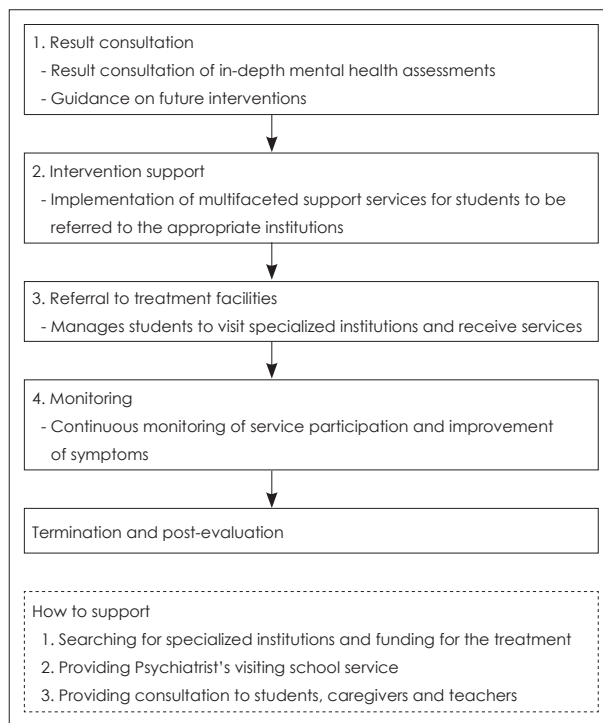 1. Result consultation
- Result consultation of in-depth mental health assessments
- Guidance on future interventions
2. Intervention support
- Implementation of multifaceted support services for students to be
referred to the appropriate institutions
3. Referral to treatment facilities
- Manages students to visit specialized institutions and receive services
4. Monitoring
- Continuous monitoring of service participation and improvement
of symptoms
Termination and post-evaluation
How to support
1. Searching for specialized institutions and funding for the treatment
2. Providing Psychiatrist's visiting school service
3. Providing consultation to students, caregivers and teachers